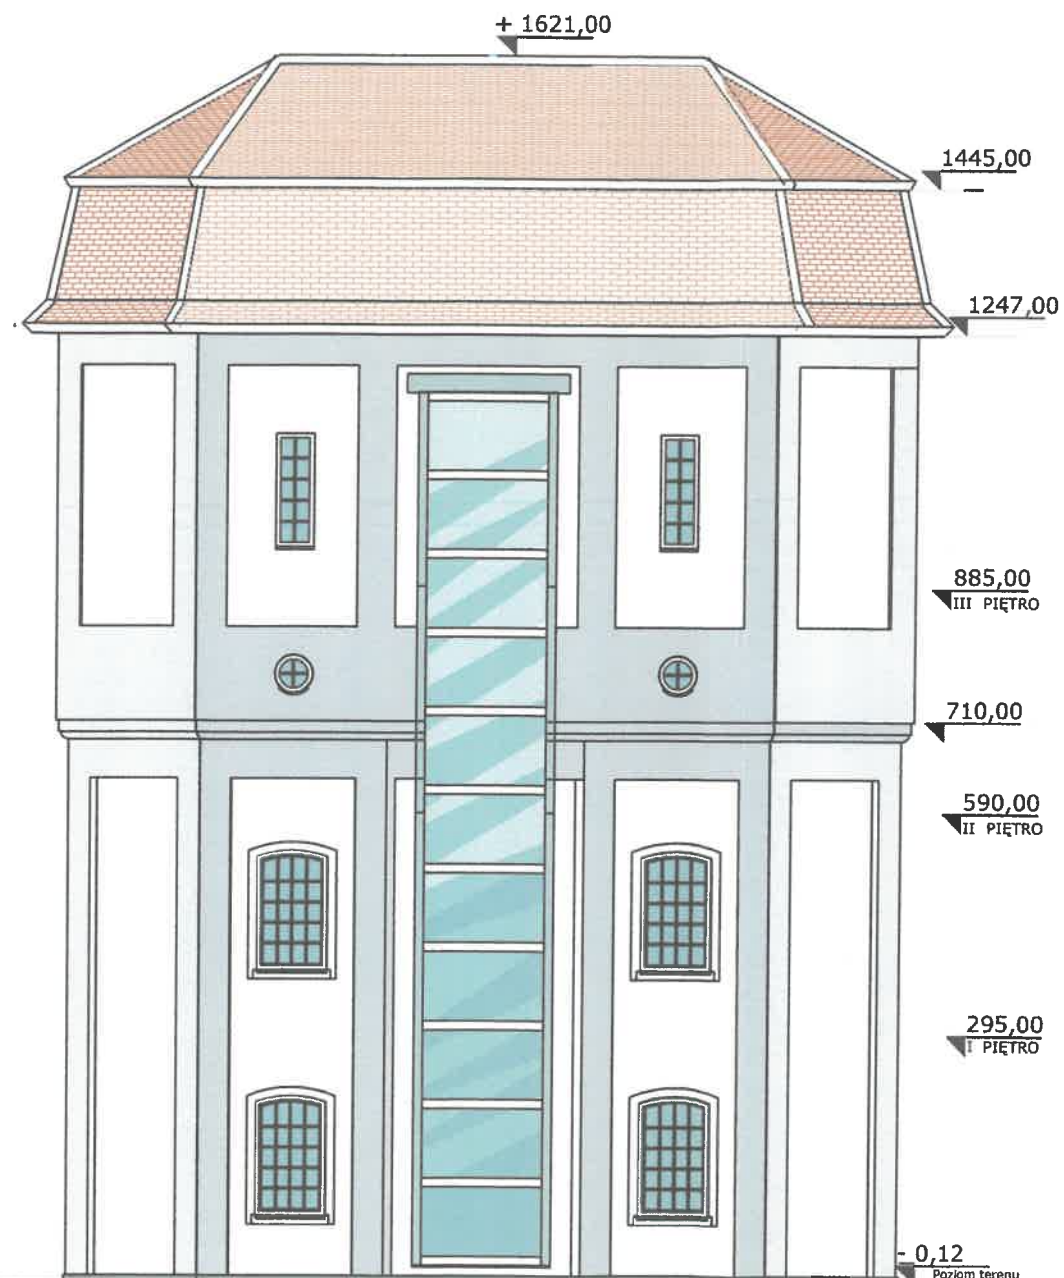 + 1621,00
1445,00
1247,00
885,00
III PIĘTRO
710,00
590,00
II PIĘTRO
295,00
I PIĘTRO
- 0,12
Poziom terenu